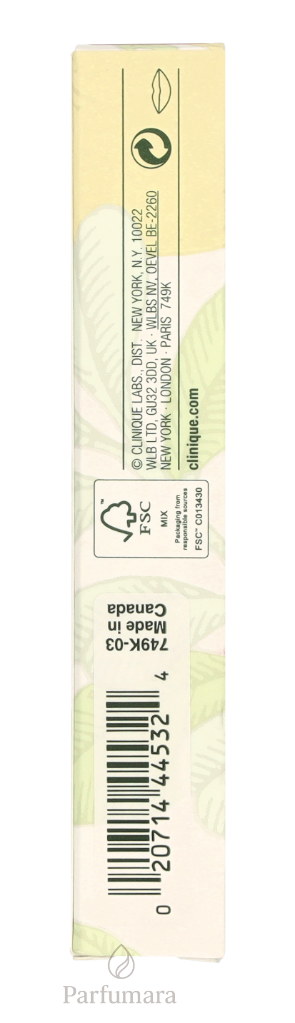 © CLINIQUE LABS., DIST. NEW YORK, N.Y. 10022
WLB LTD, GU32 3DD, UK · WLBS NV, OEVEL BE-2260
NEW YORK · LONDON · PARIS 749K
clinique.com
FSC™
MIX
Packaging from
responsible sources
FSC™ C013430
749K-03
Made in
Canada
0 20714 44532 4
Parfumara